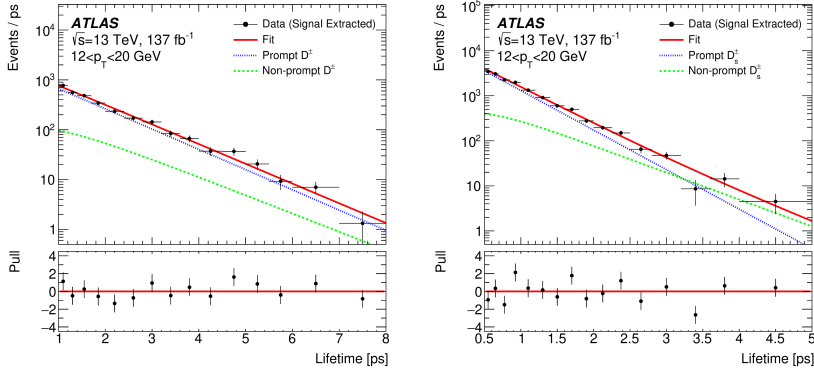 Events / ps
10⁴
10³
10²
10
1
ATLAS
√s=13 TeV, 137 fb⁻¹
12<p_T<20 GeV
Data (Signal Extracted)
Fit
Prompt D±
Non-prompt D±
Pull
4
2
0
−2
−4
1 2 3 4 5 6 7 8
Lifetime [ps]
Events / ps
10⁵
10⁴
10³
10²
10
1
ATLAS
√s=13 TeV, 137 fb⁻¹
12<p_T<20 GeV
Data (Signal Extracted)
Fit
Prompt D_s^±
Non-prompt D_s^±
Pull
4
2
0
−2
−4
0.5 1 1.5 2 2.5 3 3.5 4 4.5 5
Lifetime [ps]